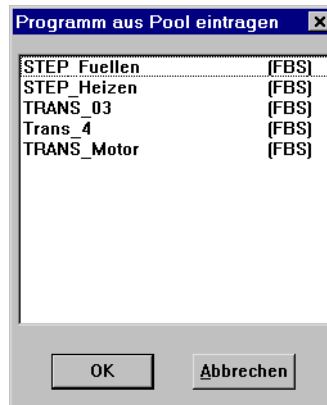 Programm aus Pool eintragen
STEP_Fuellen (FBS)
STEP_Heizen (FBS)
TRANS_03 (FBS)
Trans_4 (FBS)
TRANS_Motor (FBS)
OK Abbrechen